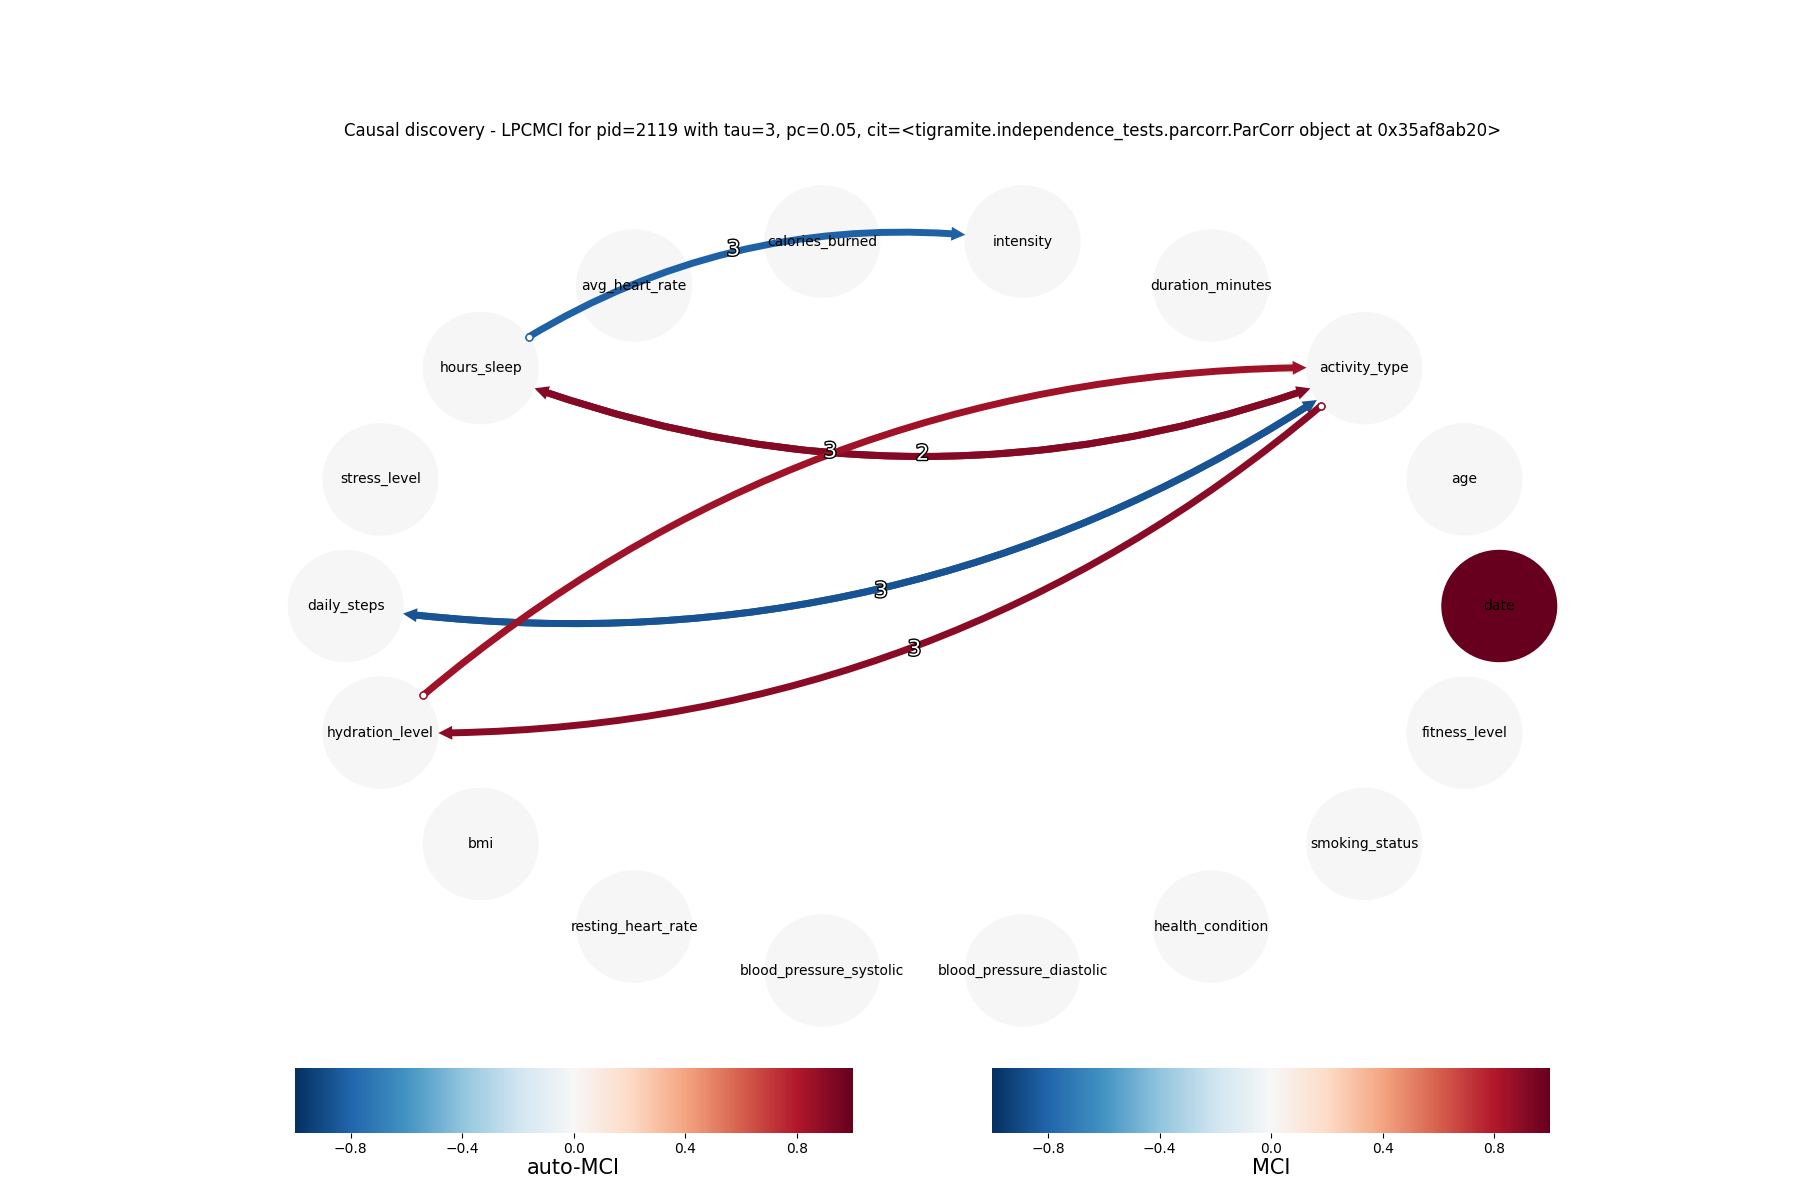 Causal discovery - LPCMCI for pid=2119 with tau=3, pc=0.05, cit=<tigramite.independence_tests.parcorr.ParCorr object at 0x35af8ab20>
calories_burned
intensity
3
avg_heart_rate
duration_minutes
hours_sleep
activity_type
3
2
stress_level
age
3
daily_steps
date
3
hydration_level
fitness_level
bmi
smoking_status
resting_heart_rate
health_condition
blood_pressure_systolic
blood_pressure_diastolic
−0.8 −0.4 0.0 0.4 0.8
auto-MCI
−0.8 −0.4 0.0 0.4 0.8
MCI